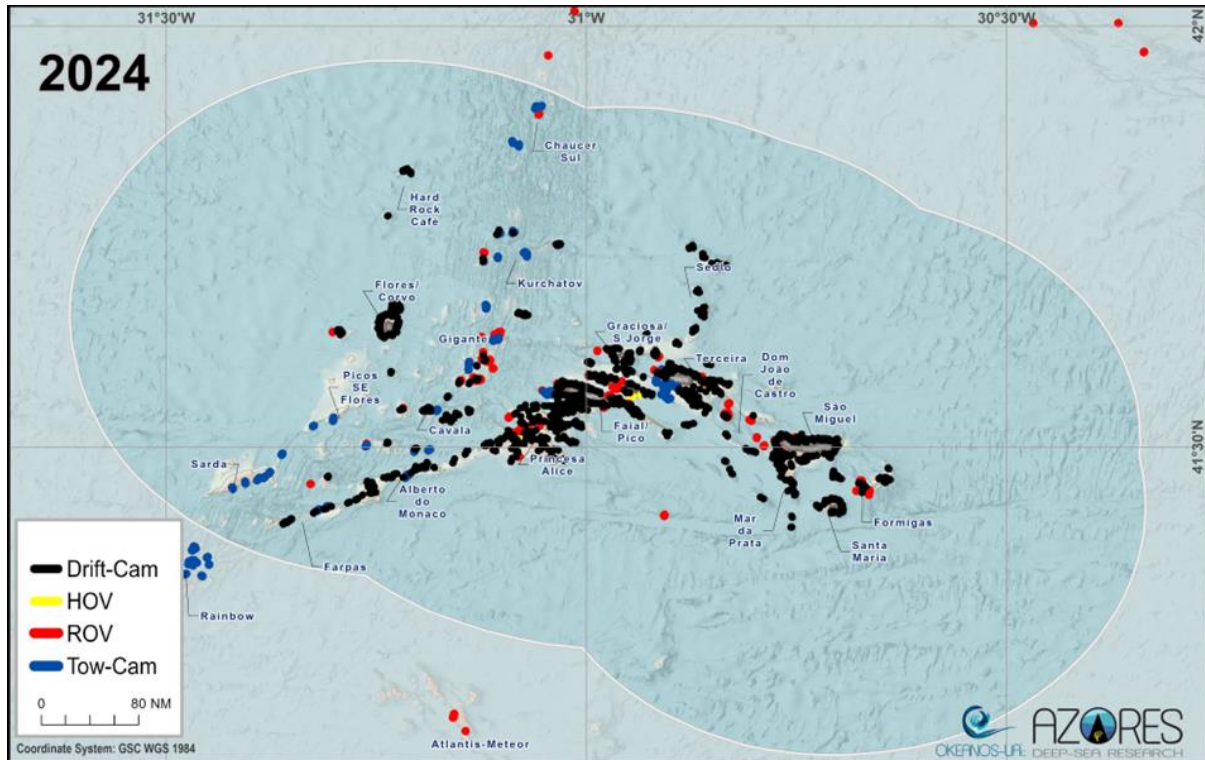 31°30'W
31°W
30°30'W
42°N
2024
Chaucer
Sul
Hard
Rock
Café
Kurchatov
Sedlo
Flores/
Corvo
Gigante
Graciosa/
S.Jorge
Terceira
Dom
João
de
Castro
Picos
SE
Flores
Cavala
Faial/
Pico
São
Miguel
41°30'N
Sarda
Princesa
Alice
Alberto
do
Monaco
Mar
da
Prata
Formigas
Santa
Maria
Farpas
Rainbow
Drift-Cam
HOV
ROV
Tow-Cam
0 80 NM
Coordinate System: GSC WGS 1984
Atlantis-Meteor
OKEANOS-UAc
AZORES
DEEP-SEA RESEARCH